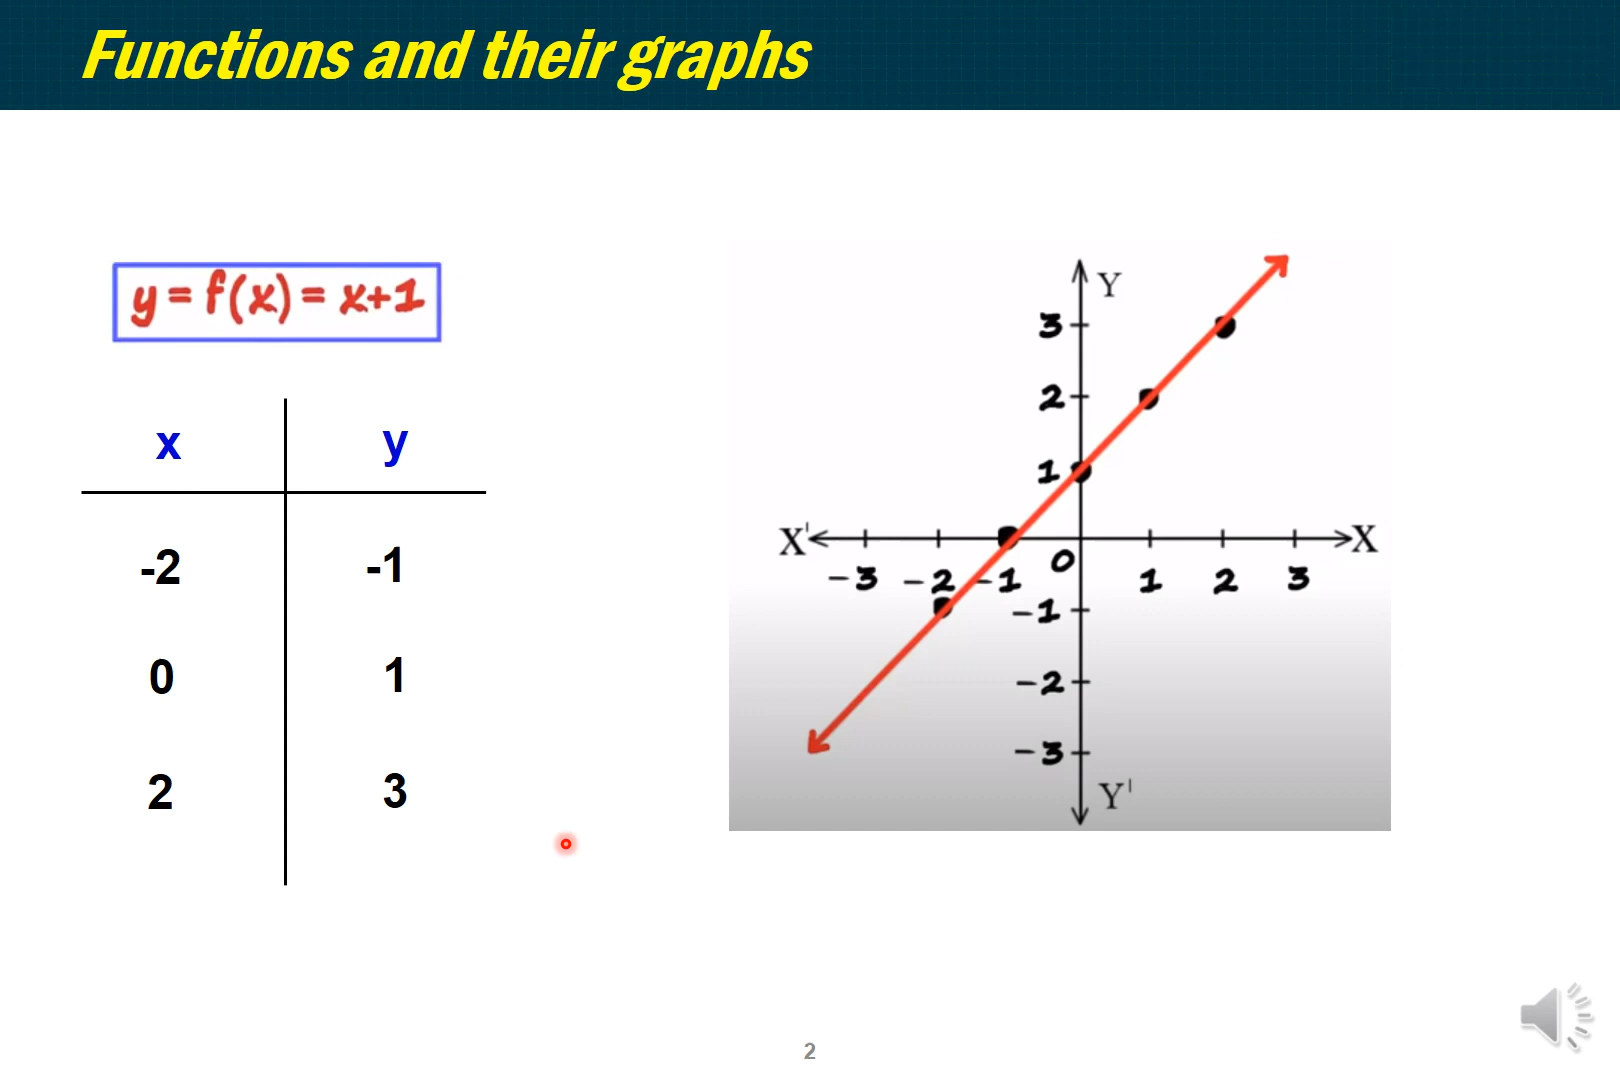 Functions and their graphs
y = f(x) = x+1
x y
-2 -1
0 1
2 3
Y
3
2
1
X' X
-3 -2 -1 0 1 2 3
-1
-2
-3
Y'
2